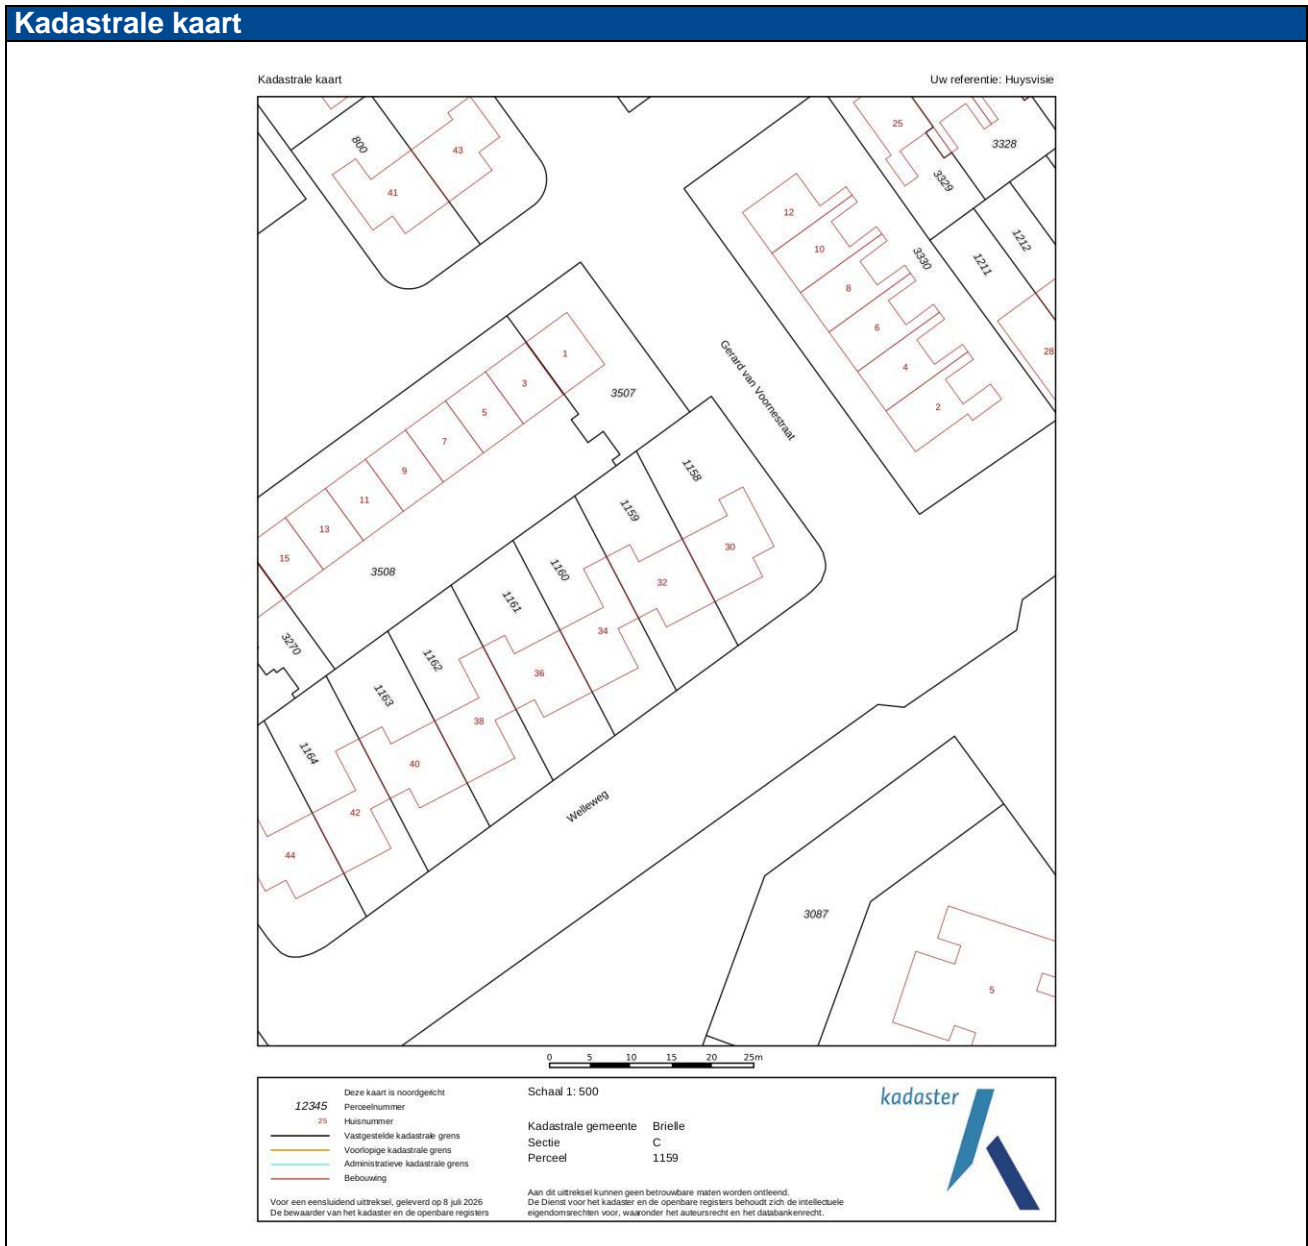 Kadastrale kaart
Kadastrale kaart
Uw referentie: Huysvisie
25
3328
800
43
41
3329
12
10
3330
1212
1211
8
6
28
4
2
Gerard van Voornestraat
1
3
3507
5
7
9
11
13
15
3508
1158
1159
30
1160
32
1161
34
3270
1162
36
1163
38
1164
40
42
44
Welleweg
3087
5
0 5 10 15 20 25m
Deze kaart is noordgericht
12345 Perceelnummer
25 Huisnummer
Vastgestelde kadastrale grens
Voorlopige kadastrale grens
Administratieve kadastrale grens
Bebouwing
Voor een eensluidend uittreksel, geleverd op 8 juli 2026
De bewaarder van het kadaster en de openbare registers
Schaal 1: 500
Kadastrale gemeente Brielle
Sectie C
Perceel 1159
Aan dit uittreksel kunnen geen betrouwbare maten worden ontleend.
De Dienst voor het kadaster en de openbare registers behoudt zich de intellectuele
eigendomsrechten voor, waaronder het auteursrecht en het databankenrecht.
kadaster